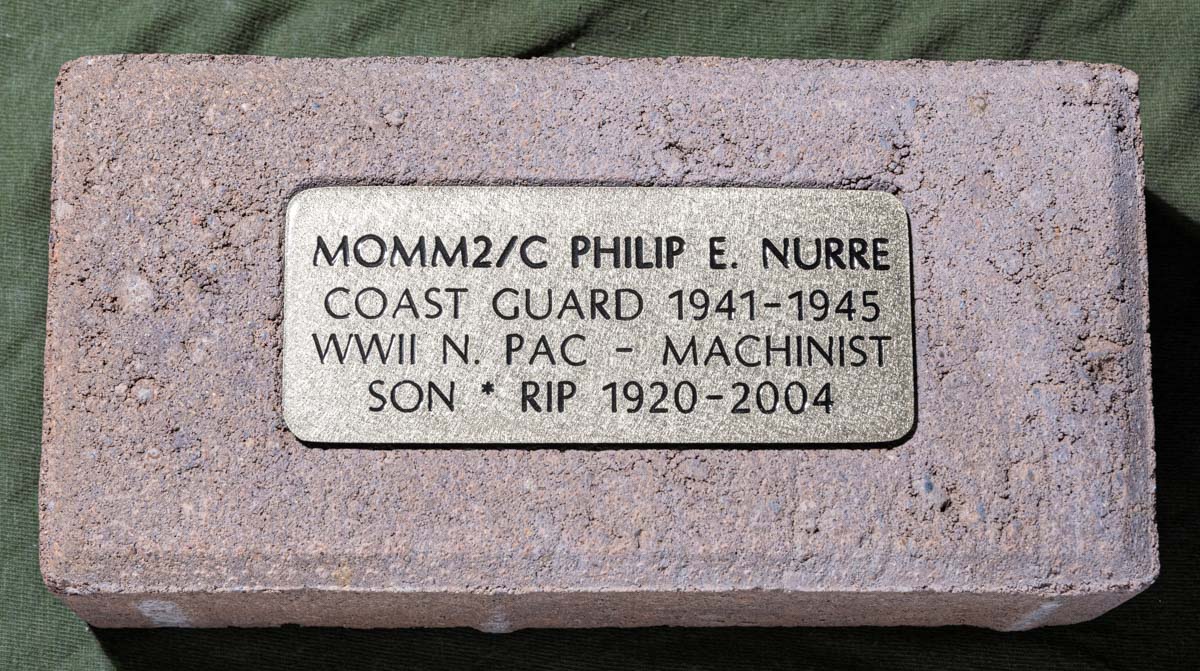 MOMM2/C PHILIP E. NURRE
COAST GUARD 1941-1945
WWII N. PAC - MACHINIST
SON * RIP 1920-2004